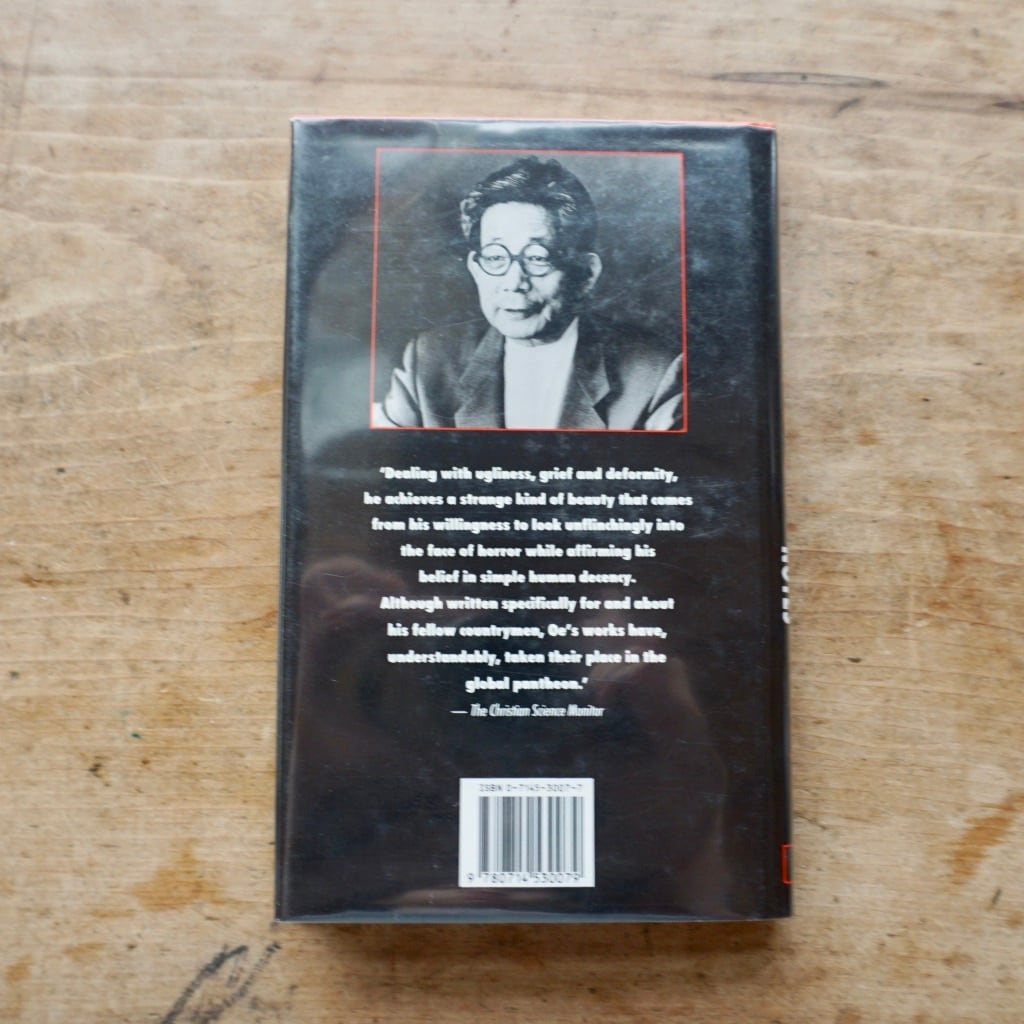 "Dealing with ugliness, grief and deformity,
he achieves a strange kind of beauty that comes
from his willingness to look unflinchingly into
the face of horror while affirming his
belief in simple human decency.
Although written specifically for and about
his fellow countrymen, Oe's works have,
understandably, taken their place in the
global pantheon."
— The Christian Science Monitor
ISBN 0-7145-3007-7
9 780714 530079